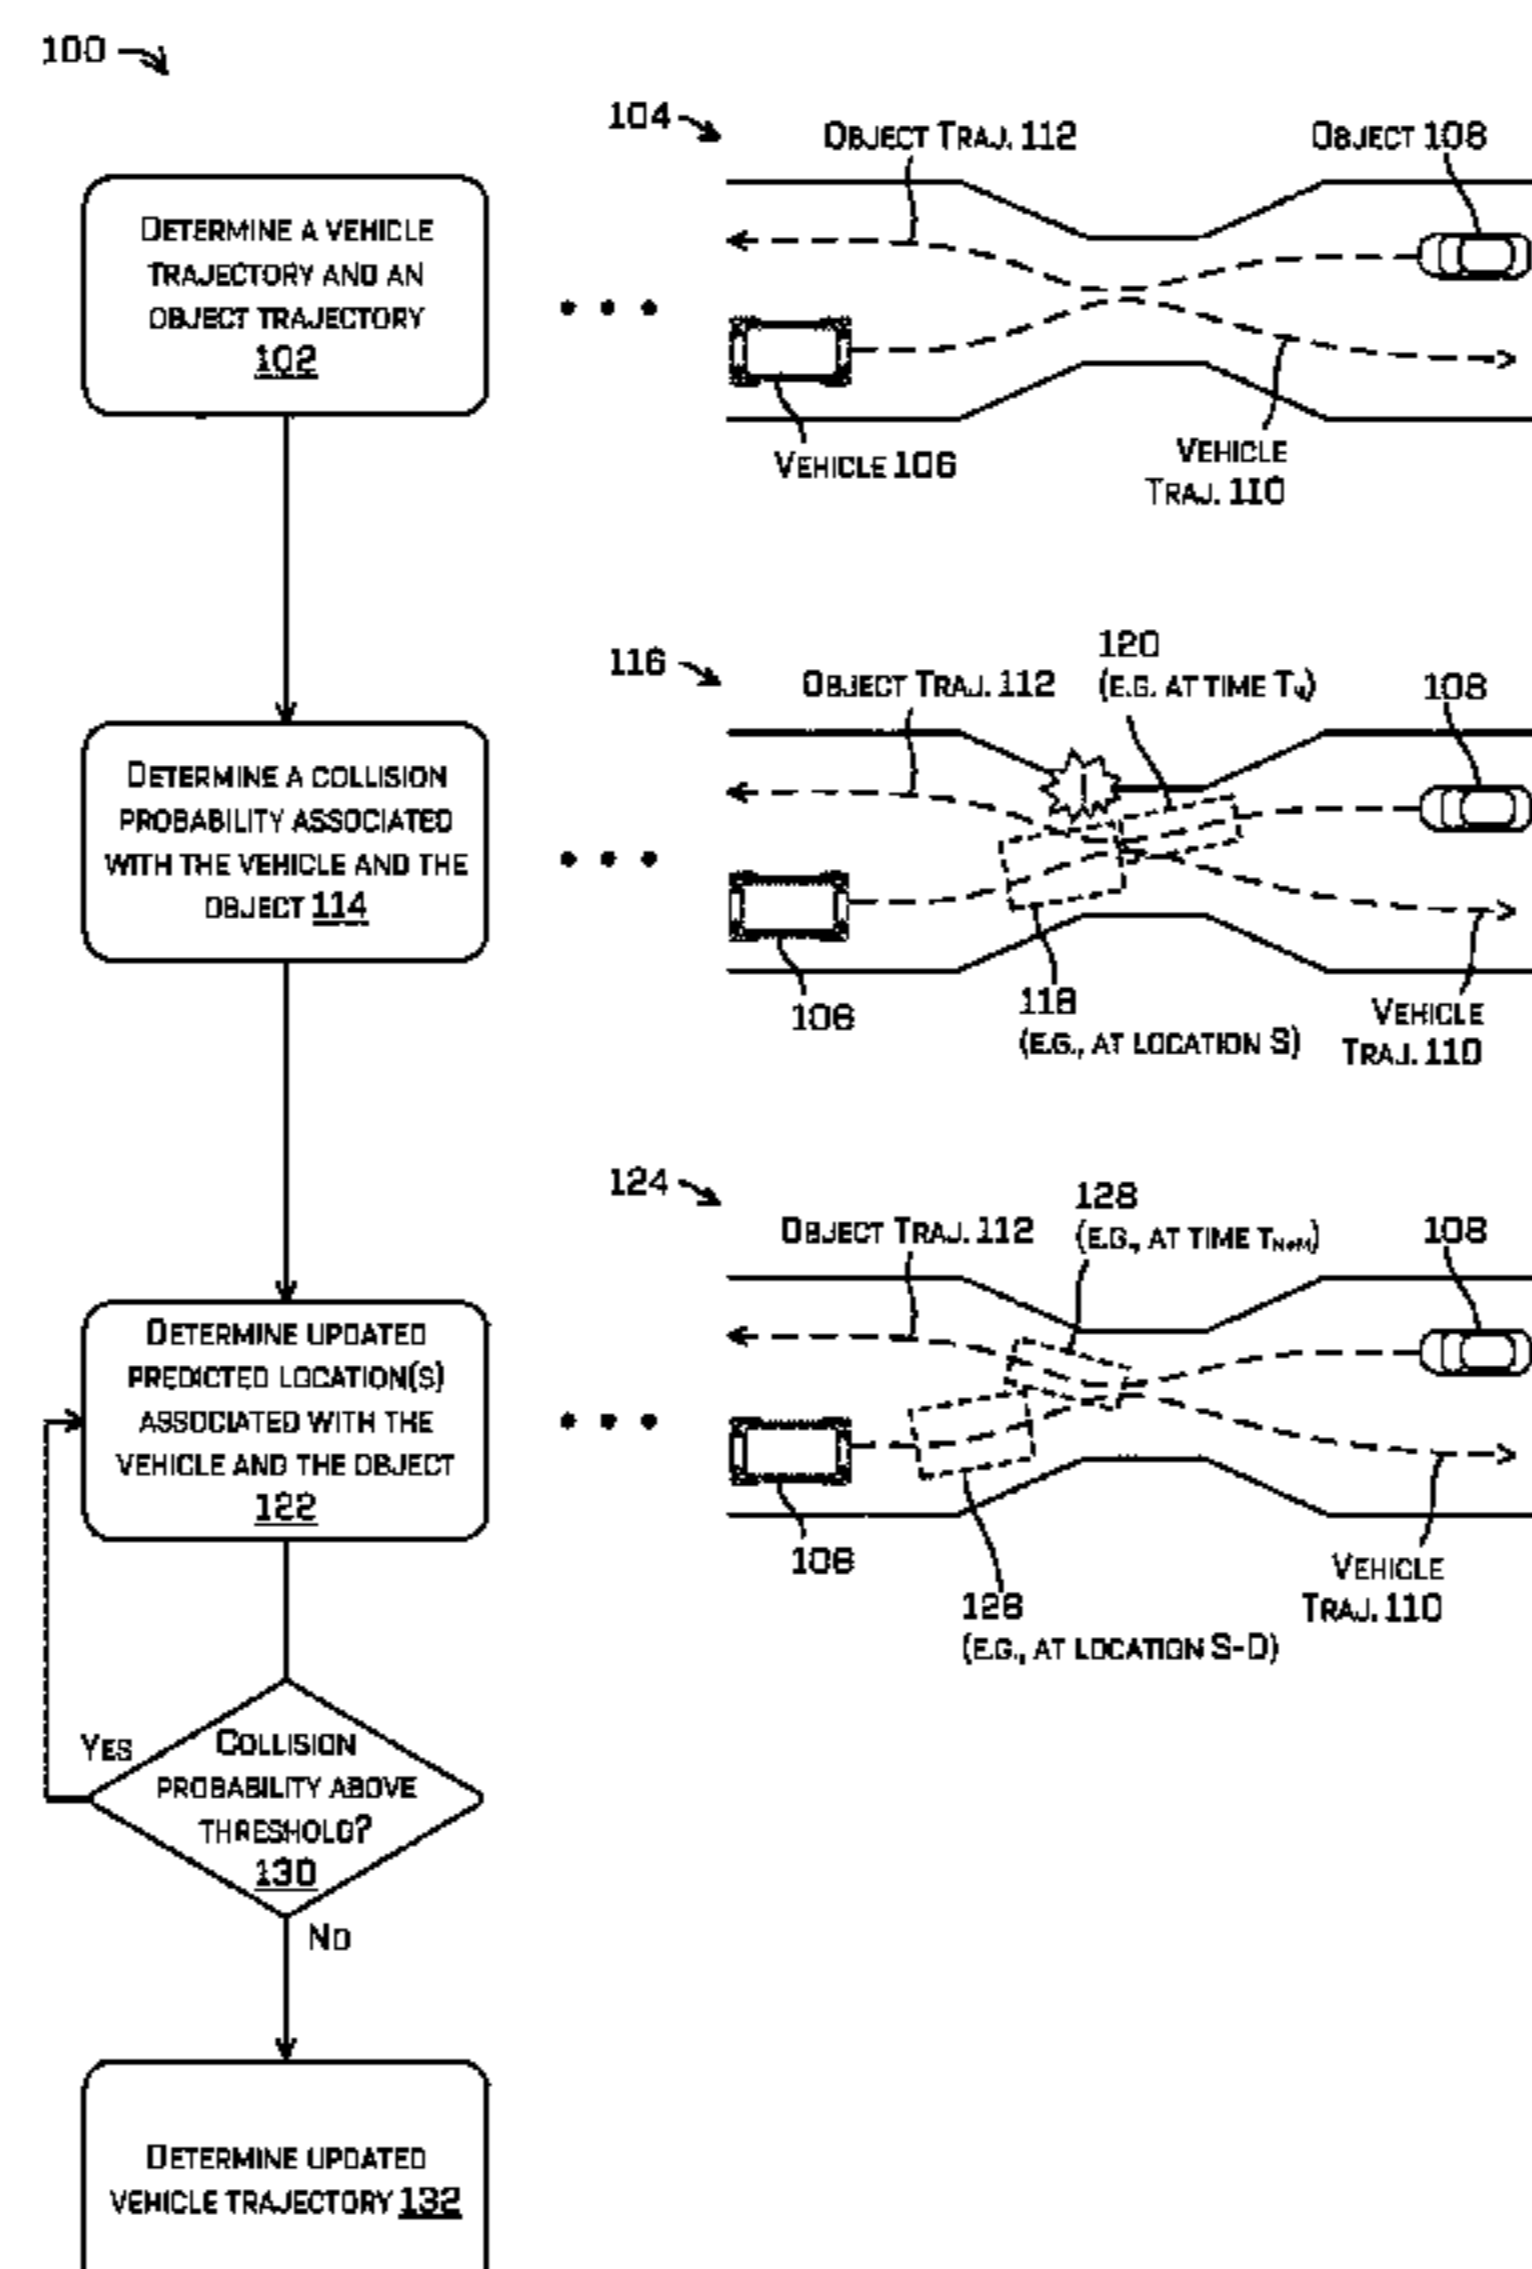 100
DETERMINE A VEHICLE
TRAJECTORY AND AN
OBJECT TRAJECTORY
102
104
OBJECT TRAJ. 112
OBJECT 108
VEHICLE 106
VEHICLE
TRAJ. 110
DETERMINE A COLLISION
PROBABILITY ASSOCIATED
WITH THE VEHICLE AND THE
OBJECT 114
116
OBJECT TRAJ. 112
120
(E.G. AT TIME TN)
108
!
106
118
(E.G., AT LOCATION S)
VEHICLE
TRAJ. 110
DETERMINE UPDATED
PREDICTED LOCATION(S)
ASSOCIATED WITH THE
VEHICLE AND THE OBJECT
122
124
OBJECT TRAJ. 112
128
(E.G., AT TIME TN+M)
108
106
126
(E.G., AT LOCATION S-D)
VEHICLE
TRAJ. 110
YES
COLLISION
PROBABILITY ABOVE
THRESHOLD?
130
NO
DETERMINE UPDATED
VEHICLE TRAJECTORY 132